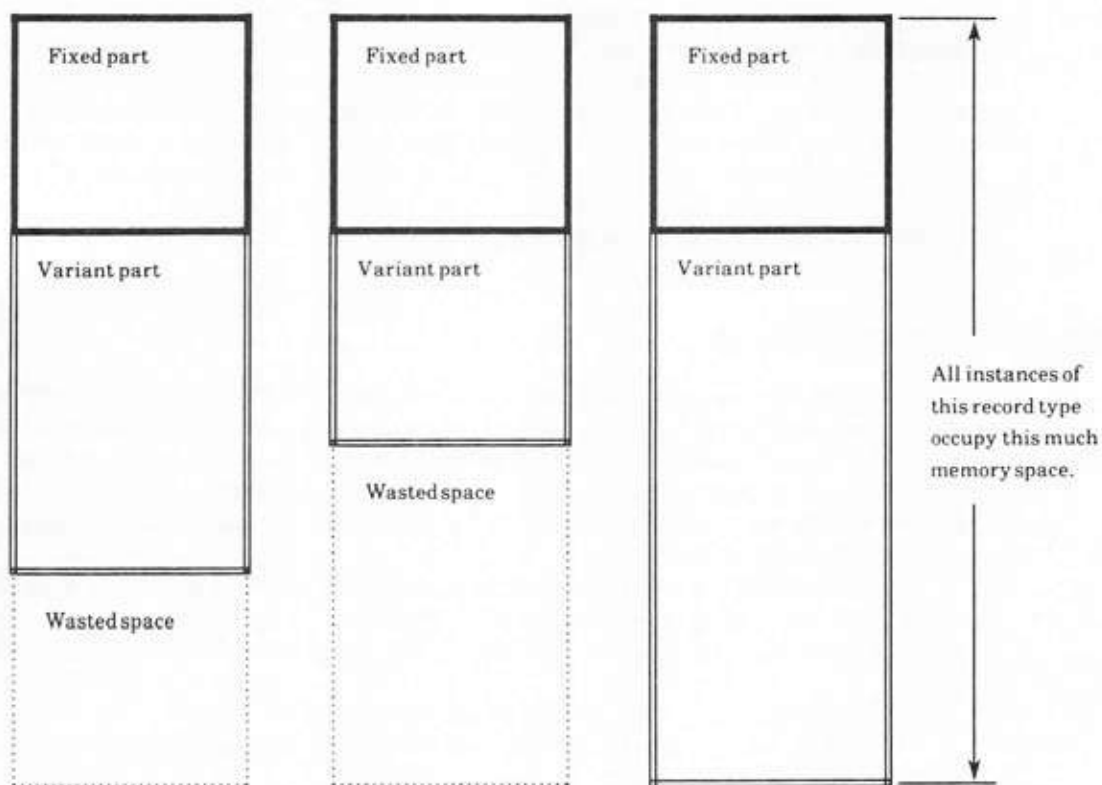 Fixed part
Fixed part
Fixed part
Variant part
Variant part
Variant part
All instances of
this record type
occupy this much
memory space.
Wasted space
Wasted space